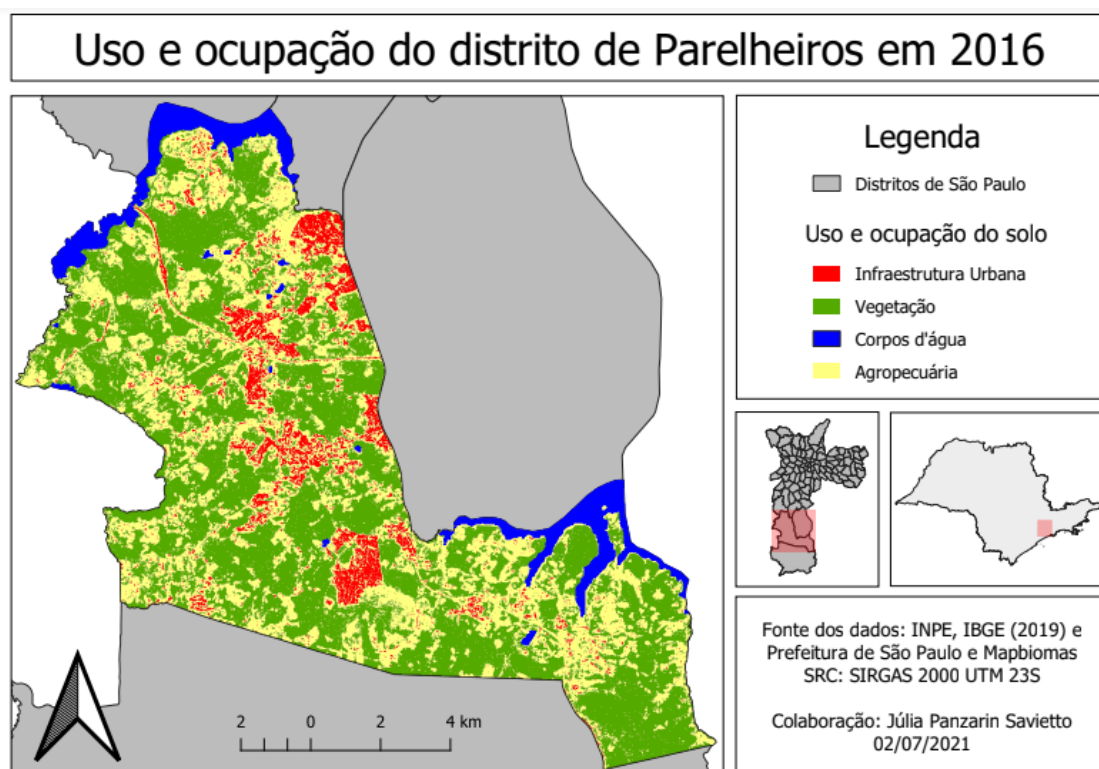 Uso e ocupação do distrito de Parelheiros em 2016
Legenda
Distritos de São Paulo
Uso e ocupação do solo
Infraestrutura Urbana
Vegetação
Corpos d'água
Agropecuária
2 0 2 4 km
Fonte dos dados: INPE, IBGE (2019) e
Prefeitura de São Paulo e Mapbiomas
SRC: SIRGAS 2000 UTM 23S
Colaboração: Júlia Panzarin Savietto
02/07/2021